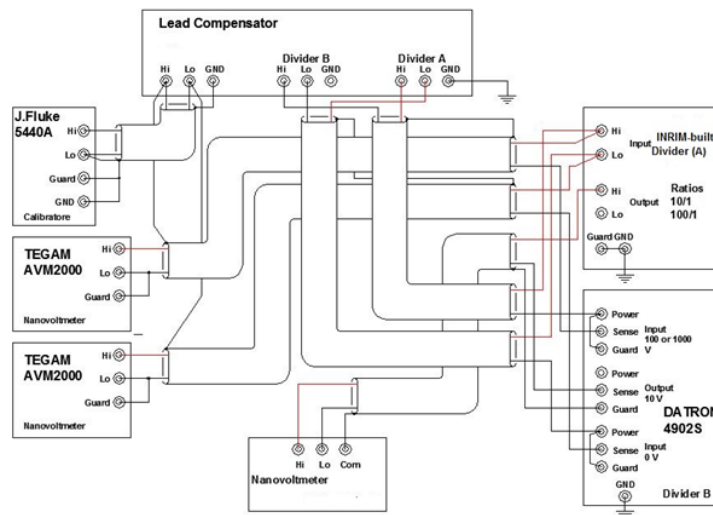 Lead Compensator
Divider B Divider A
Hi Lo GND Hi Lo GND Hi Lo GND
J.Fluke
5440A
Hi
Lo
Guard
GND
Calibratore
TEGAM
AVM2000
Hi
Lo
Guard
Nanovoltmeter
TEGAM
AVM2000
Hi
Lo
Guard
Nanovoltmeter
Hi Lo Com
Nanovoltmeter
Hi
Input
Lo
INRIM-built
Divider (A)
Hi
Output
Lo
Ratios
10/1
100/1
Guard GND
Power
Sense Input
100 or 1000
Guard V
Power
Sense Output
10 V
Guard
DATRON
4902S
Power
Sense Input
0 V
Guard
GND
Divider B